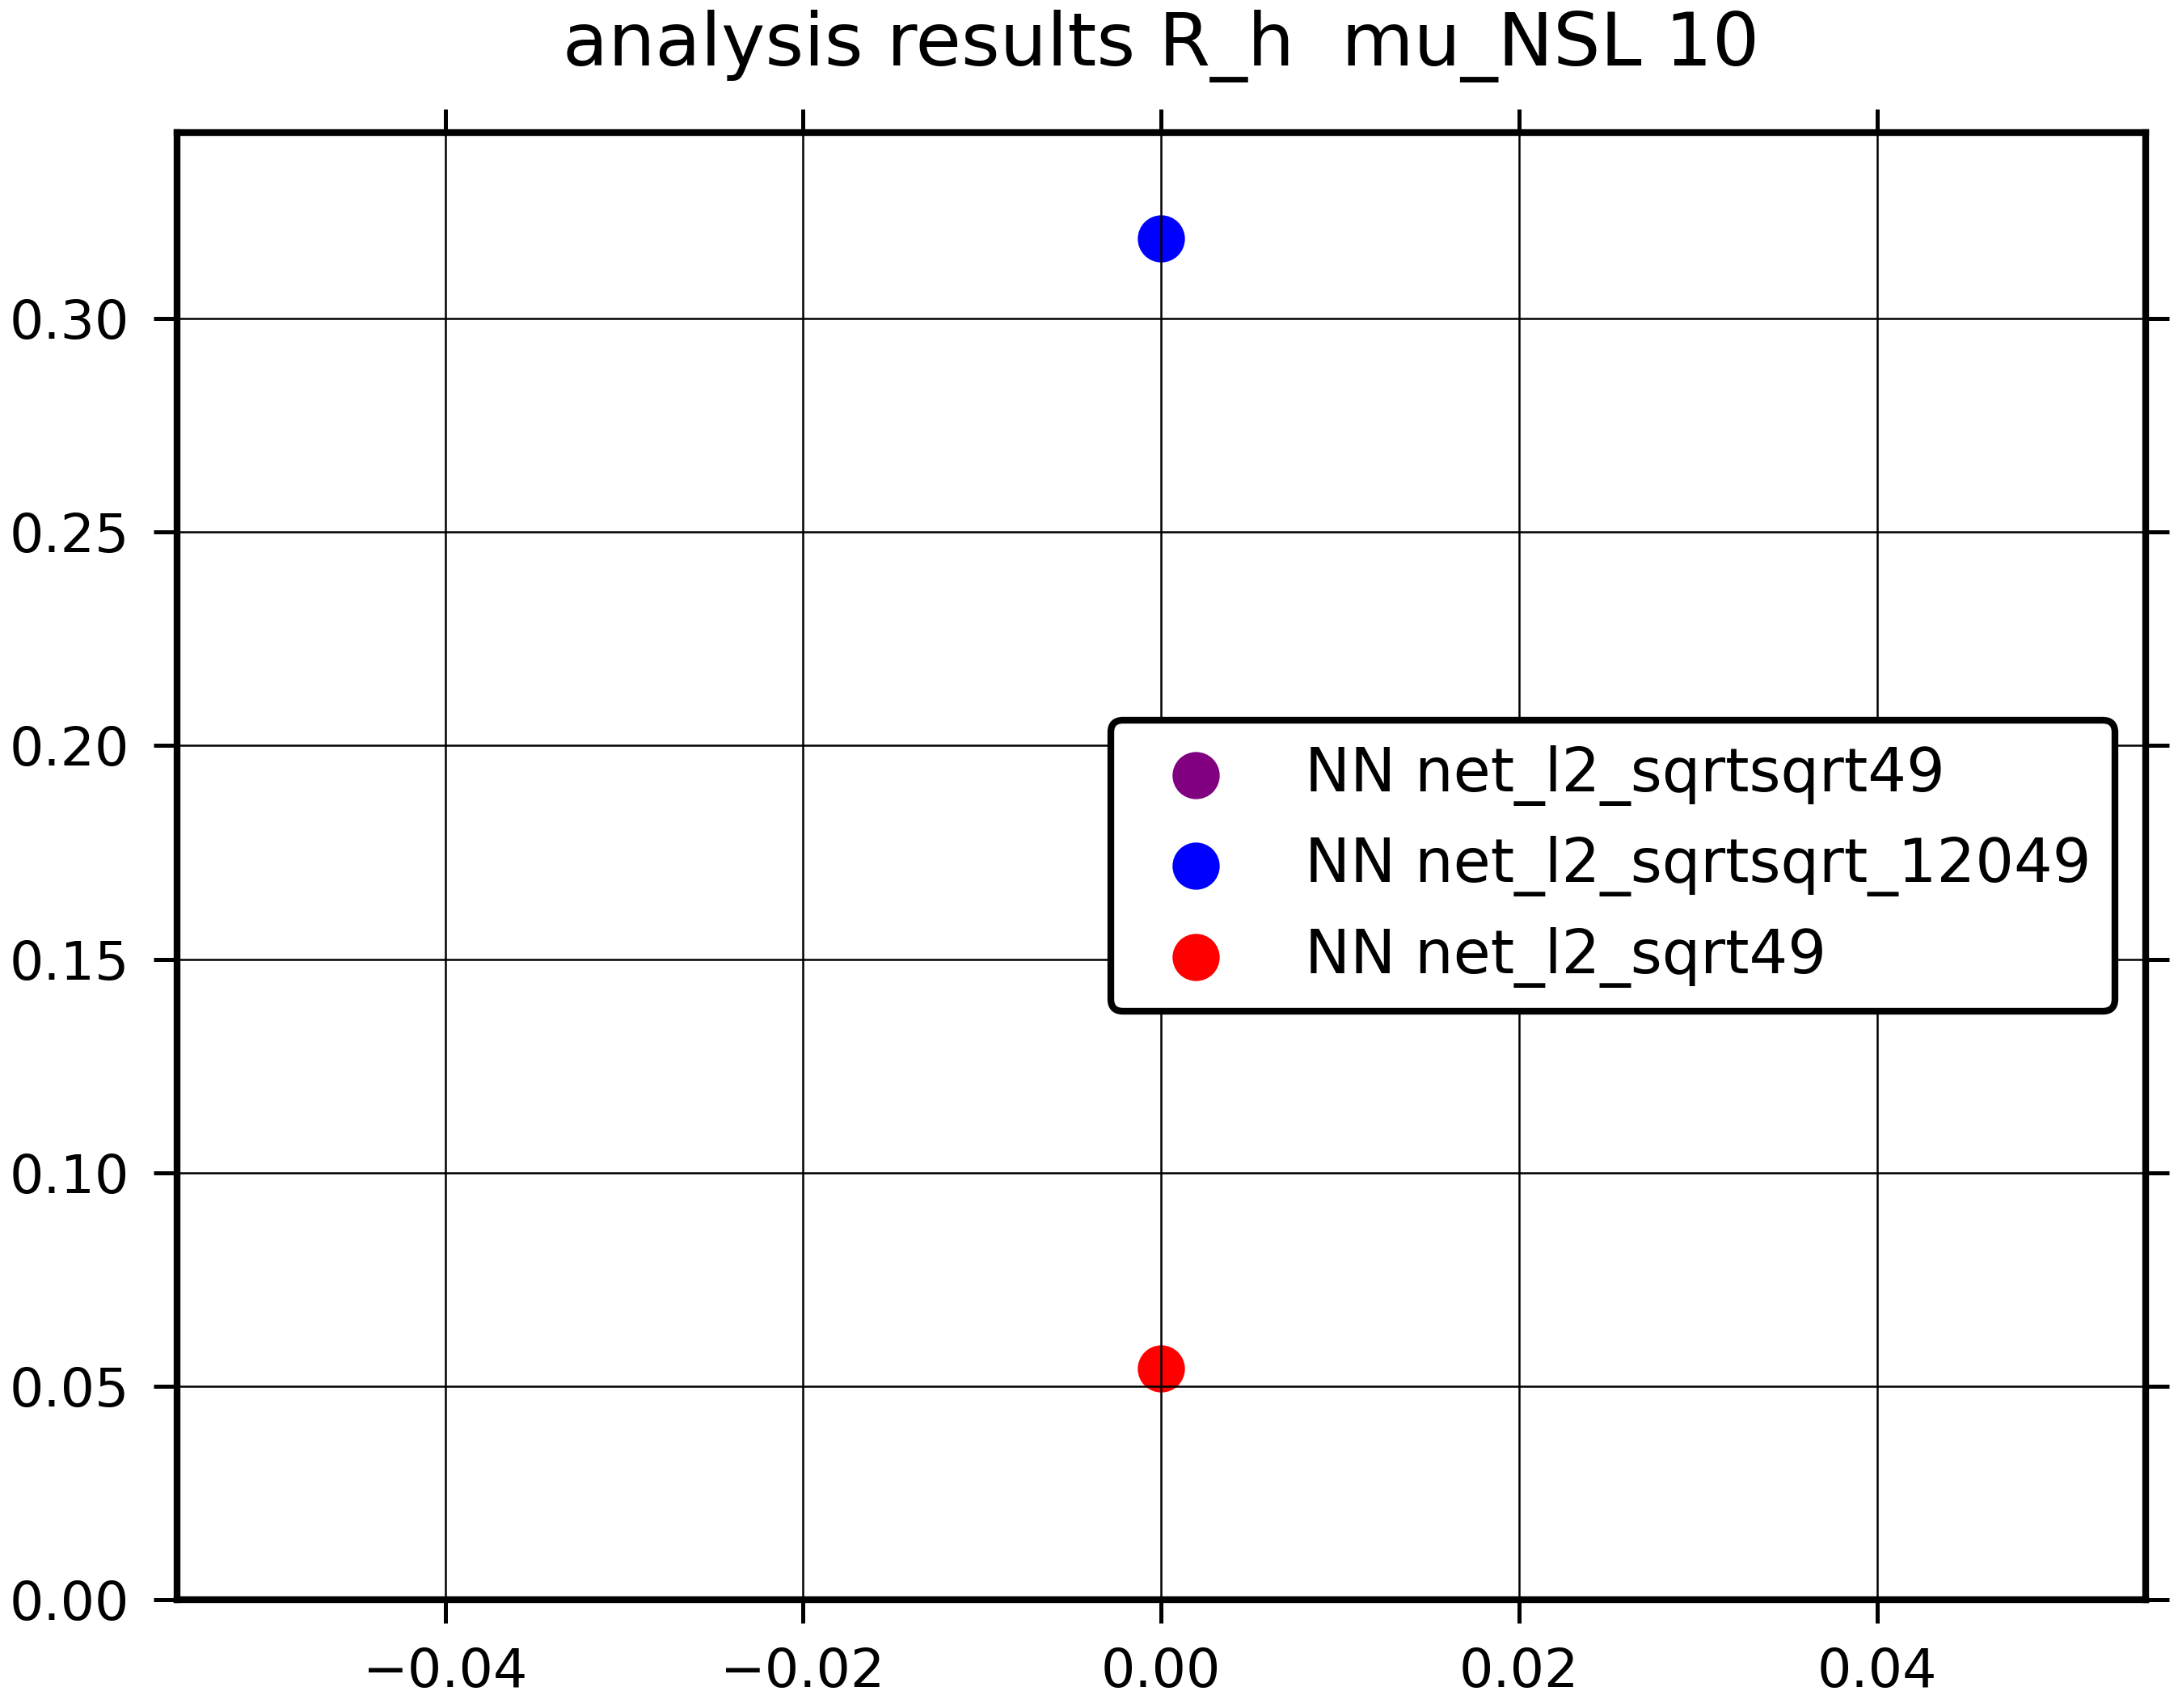 analysis results R_h  mu_NSL 10
0.30
0.25
0.20
0.15
0.10
0.05
0.00
NN net_l2_sqrtsqrt49
NN net_l2_sqrtsqrt_12049
NN net_l2_sqrt49
−0.04 −0.02 0.00 0.02 0.04